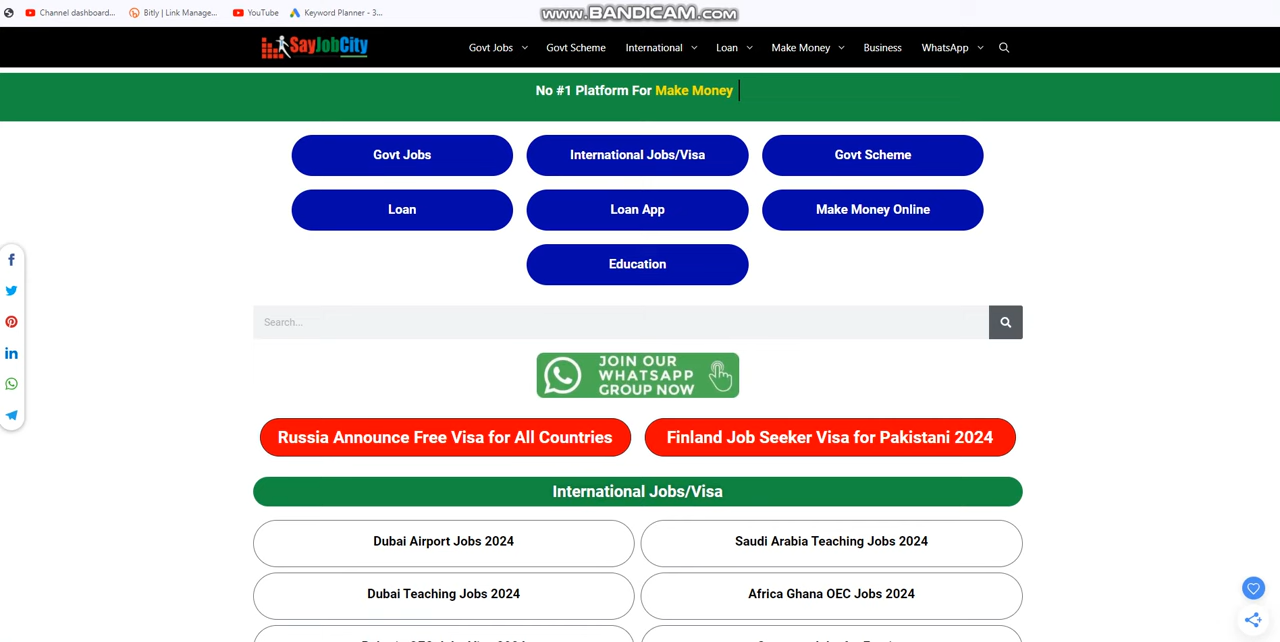 Channel dashboard... Bitly | Link Manage... YouTube Keyword Planner - 3...
www.BANDICAM.com
SayJobCity
Govt Jobs Govt Scheme International Loan Make Money Business WhatsApp
No #1 Platform For Make Money
Govt Jobs International Jobs/Visa Govt Scheme
Loan Loan App Make Money Online
Education
Search...
JOIN OUR
WHATSAPP
GROUP NOW
Russia Announce Free Visa for All Countries Finland Job Seeker Visa for Pakistani 2024
International Jobs/Visa
Dubai Airport Jobs 2024 Saudi Arabia Teaching Jobs 2024
Dubai Teaching Jobs 2024 Africa Ghana OEC Jobs 2024